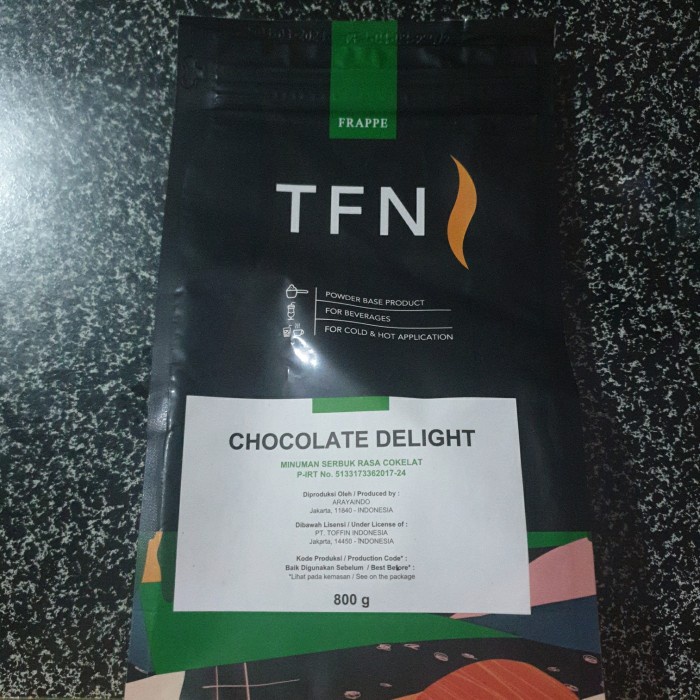 FRAPPE
TFN
POWDER BASE PRODUCT
FOR BEVERAGES
FOR COLD & HOT APPLICATION
CHOCOLATE DELIGHT
MINUMAN SERBUK RASA COKELAT
P-IRT No. 5133173362017-24
Diproduksi Oleh / Produced by :
ARAYAINDO
Jakarta, 11840 - INDONESIA
Dibawah Lisensi / Under License of :
PT. TOFFIN INDONESIA
Jakarta, 14450 - INDONESIA
Kode Produksi / Production Code* :
Baik Digunakan Sebelum / Best Before* :
*Lihat pada kemasan / See on the package
800 g